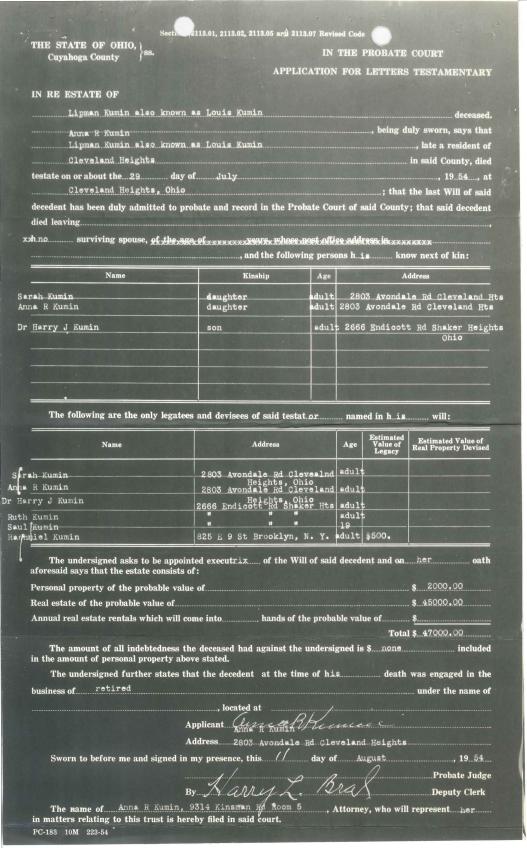 Sections 2113.01, 2113.02, 2113.05 and 2113.07 Revised Code
THE STATE OF OHIO, } ss.
Cuyahoga County
IN THE PROBATE COURT
APPLICATION FOR LETTERS TESTAMENTARY
IN RE ESTATE OF
Lipman Kumin also known as Louis Kumin deceased.
Anna R Kumin, being duly sworn, says that
Lipman Kumin also known as Louis Kumin, late a resident of
Cleveland Heights in said County, died
testate on or about the 29 day of July, 1954, at
Cleveland Heights, Ohio; that the last Will of said
decedent has been duly admitted to probate and record in the Probate Court of said County; that said decedent
died leaving
no surviving spouse, of the age of years, whose post office address is
, and the following persons his know next of kin:
Name Kinship Age Address
Sarah Kumin daughter adult 2803 Avondale Rd Cleveland Hts
Anna R Kumin daughter adult 2803 Avondale Rd Cleveland Hts
Dr Harry J Kumin son adult 2666 Endicott Rd Shaker Heights
Ohio
The following are the only legatees and devisees of said testator named in his will:
Name Address Age Estimated Value of Legacy Estimated Value of Real Property Devised
Sarah Kumin 2803 Avondale Rd Clevealnd adult
Heights, Ohio
Anna R Kumin 2803 Avondale Rd Cleveland adult
Heights, Ohio
Dr Harry J Kumin 2666 Endicott Rd Shaker Hts adult
Ruth Kumin " " adult
Saul Kumin " " 19
Kumin 825 E 9 St Brooklyn, N. Y. adult $500.
The undersigned asks to be appointed executrix of the Will of said decedent and on her oath
aforesaid says that the estate consists of:
Personal property of the probable value of $ 2000.00
Real estate of the probable value of $ 45000.00
Annual real estate rentals which will come into hands of the probable value of $
Total $ 47000.00
The amount of all indebtedness the deceased had against the undersigned is $ none included
in the amount of personal property above stated.
The undersigned further states that the decedent at the time of his death was engaged in the
business of retired under the name of
, located at
Applicant Anna R Kumin
Anna R Kumin
Address 2803 Avondale Rd Cleveland Heights
Sworn to before me and signed in my presence, this 11 day of August, 1954
Probate Judge
By Harry L. Deputy Clerk
The name of Anna R Kumin, 9314 Kinsman Rd Room 5, Attorney, who will represent her
in matters relating to this trust is hereby filed in said court.
PC-183 10M 223-54